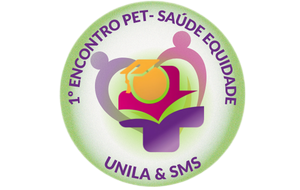 1º ENCONTRO PET- SAÚDE EQUIDADE
UNILA & SMS